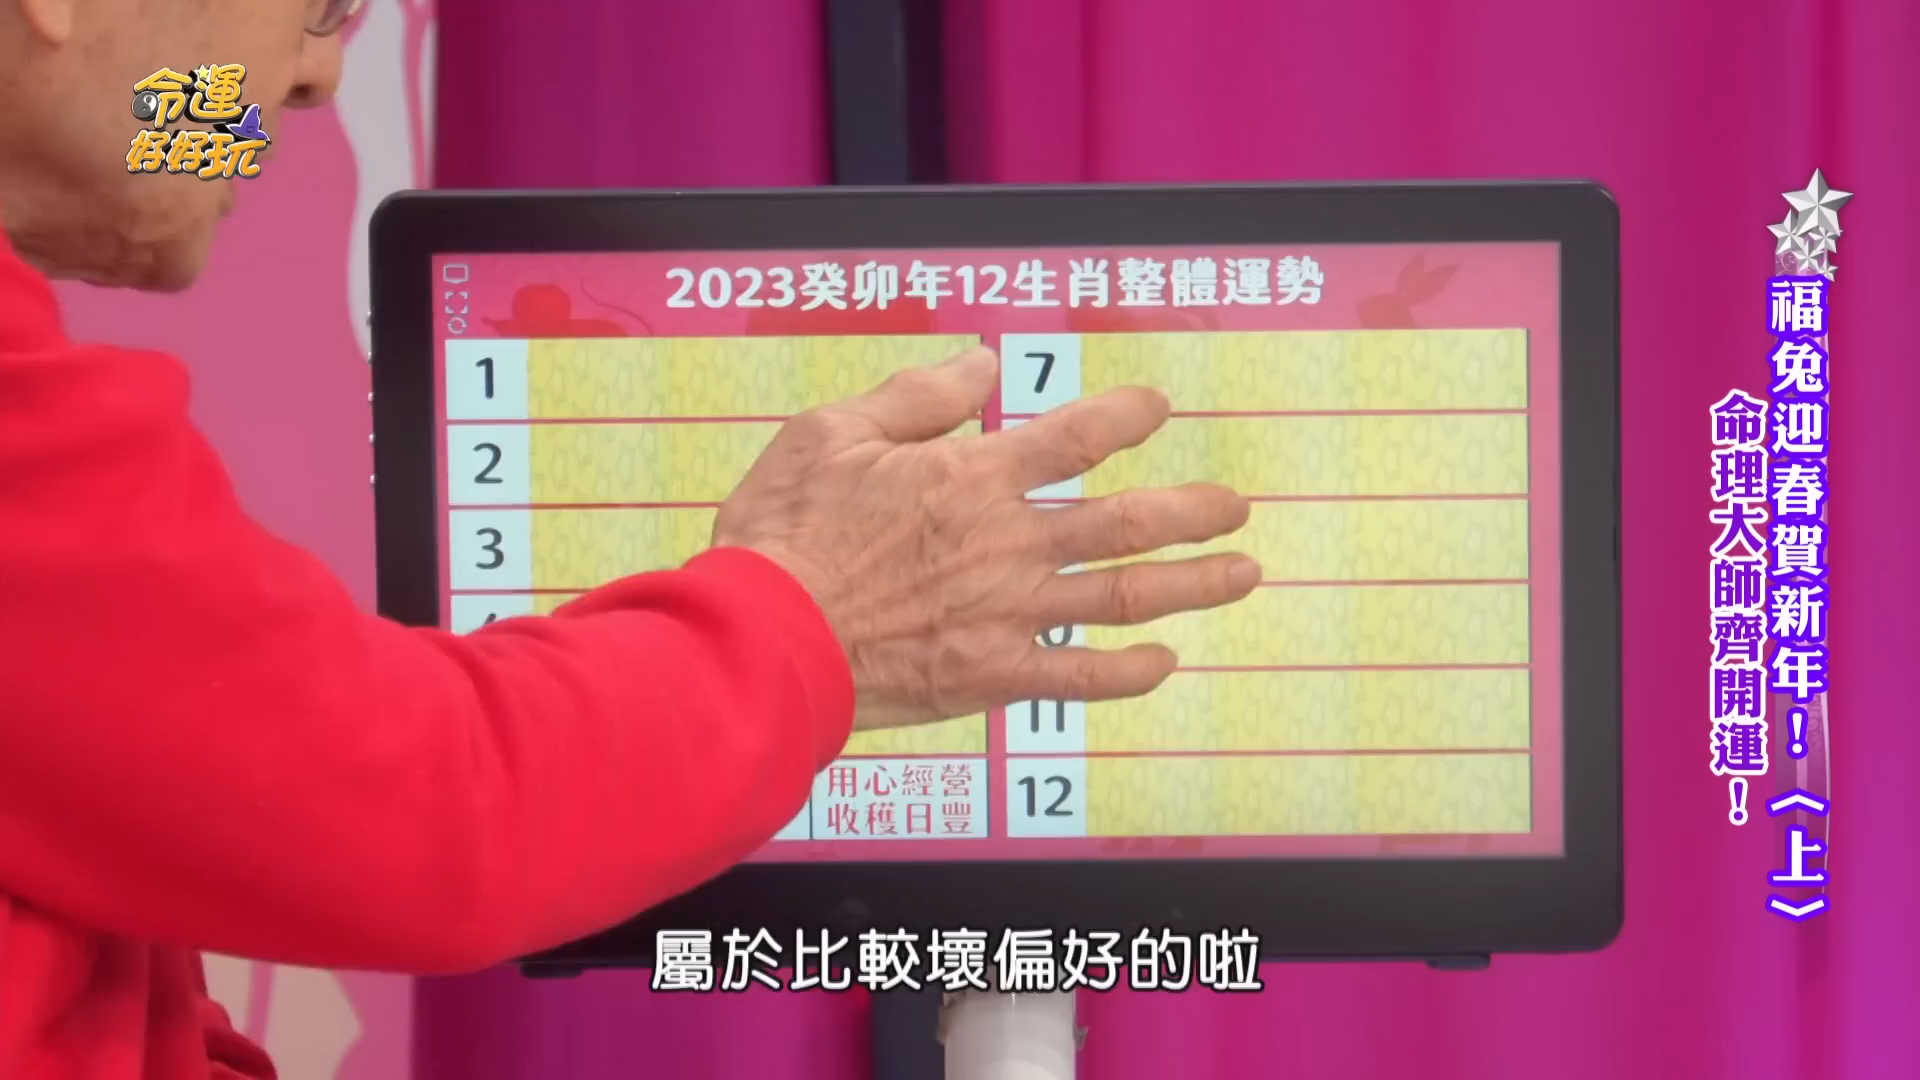 命運
好好玩
2023癸卯年12生肖整體運勢
1
2
3
用心經營
收穫日豐
7
11
12
福兔迎春賀新年！〈上〉
命理大師齊開運！
屬於比較壞偏好的啦